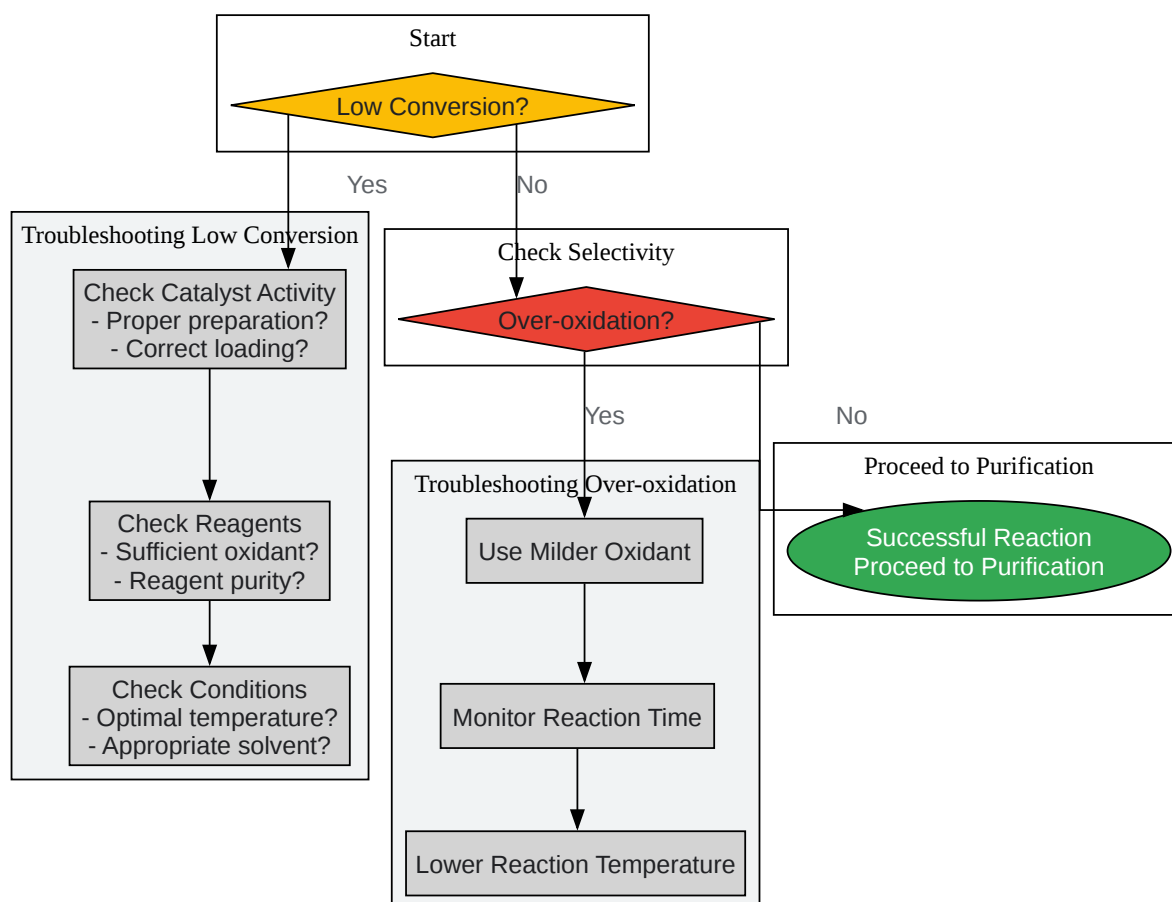 Start
Low Conversion?
Yes
No
Troubleshooting Low Conversion
Check Catalyst Activity
- Proper preparation?
- Correct loading?
Check Reagents
- Sufficient oxidant?
- Reagent purity?
Check Conditions
- Optimal temperature?
- Appropriate solvent?
Check Selectivity
Over-oxidation?
Yes
No
Troubleshooting Over-oxidation
Use Milder Oxidant
Monitor Reaction Time
Lower Reaction Temperature
Proceed to Purification
Successful Reaction
Proceed to Purification